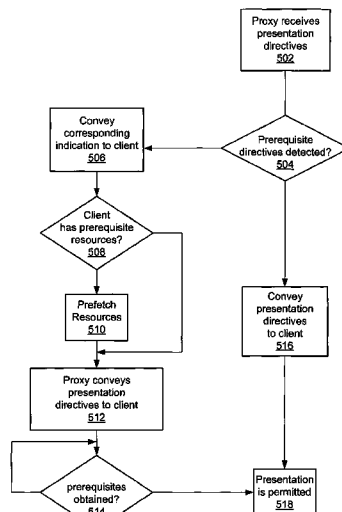 Proxy receives
presentation
directives
502
Convey
corresponding
indication to client
506
Prerequisite
directives detected?
504
Client
has prerequisite
resources?
508
Prefetch
Resources
510
Convey
presentation
directives
to client
516
Proxy conveys
presentation
directives to client
512
prerequisites
obtained?
514
Presentation
is permitted
518